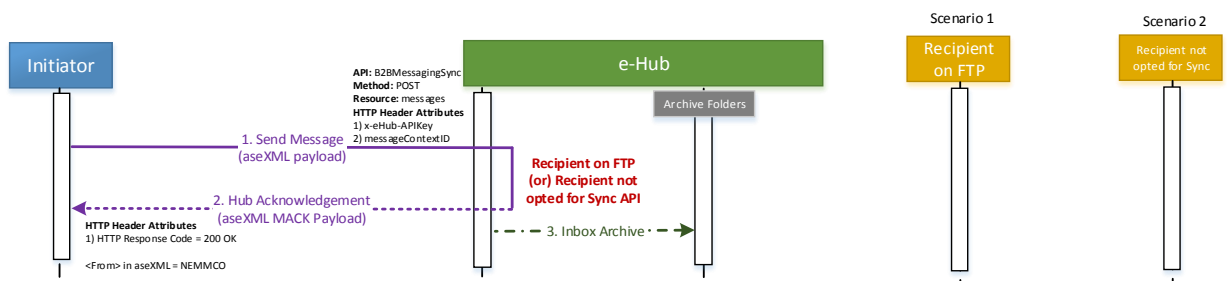 Scenario 1
Scenario 2
Initiator
e-Hub
Recipient
on FTP
Recipient not
opted for Sync
API: B2BMessagingSync
Method: POST
Resource: messages
HTTP Header Attributes
1) x-eHub-APIKey
2) messageContextID
Archive Folders
1. Send Message
(aseXML payload)
Recipient on FTP
(or) Recipient not
opted for Sync API
2. Hub Acknowledgement
(aseXML MACK Payload)
HTTP Header Attributes
1) HTTP Response Code = 200 OK
<From> in aseXML = NEMMCO
3. Inbox Archive